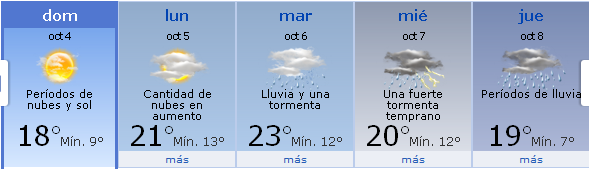 dom
oct 4
Períodos de
nubes y sol
18° Mín. 9°
lun
oct 5
Cantidad de
nubes en
aumento
21° Mín. 13°
más
mar
oct 6
Lluvia y una
tormenta
23° Mín. 12°
más
mié
oct 7
Una fuerte
tormenta
temprano
20° Mín. 12°
más
jue
oct 8
Períodos de lluvia
19° Mín. 7°
más